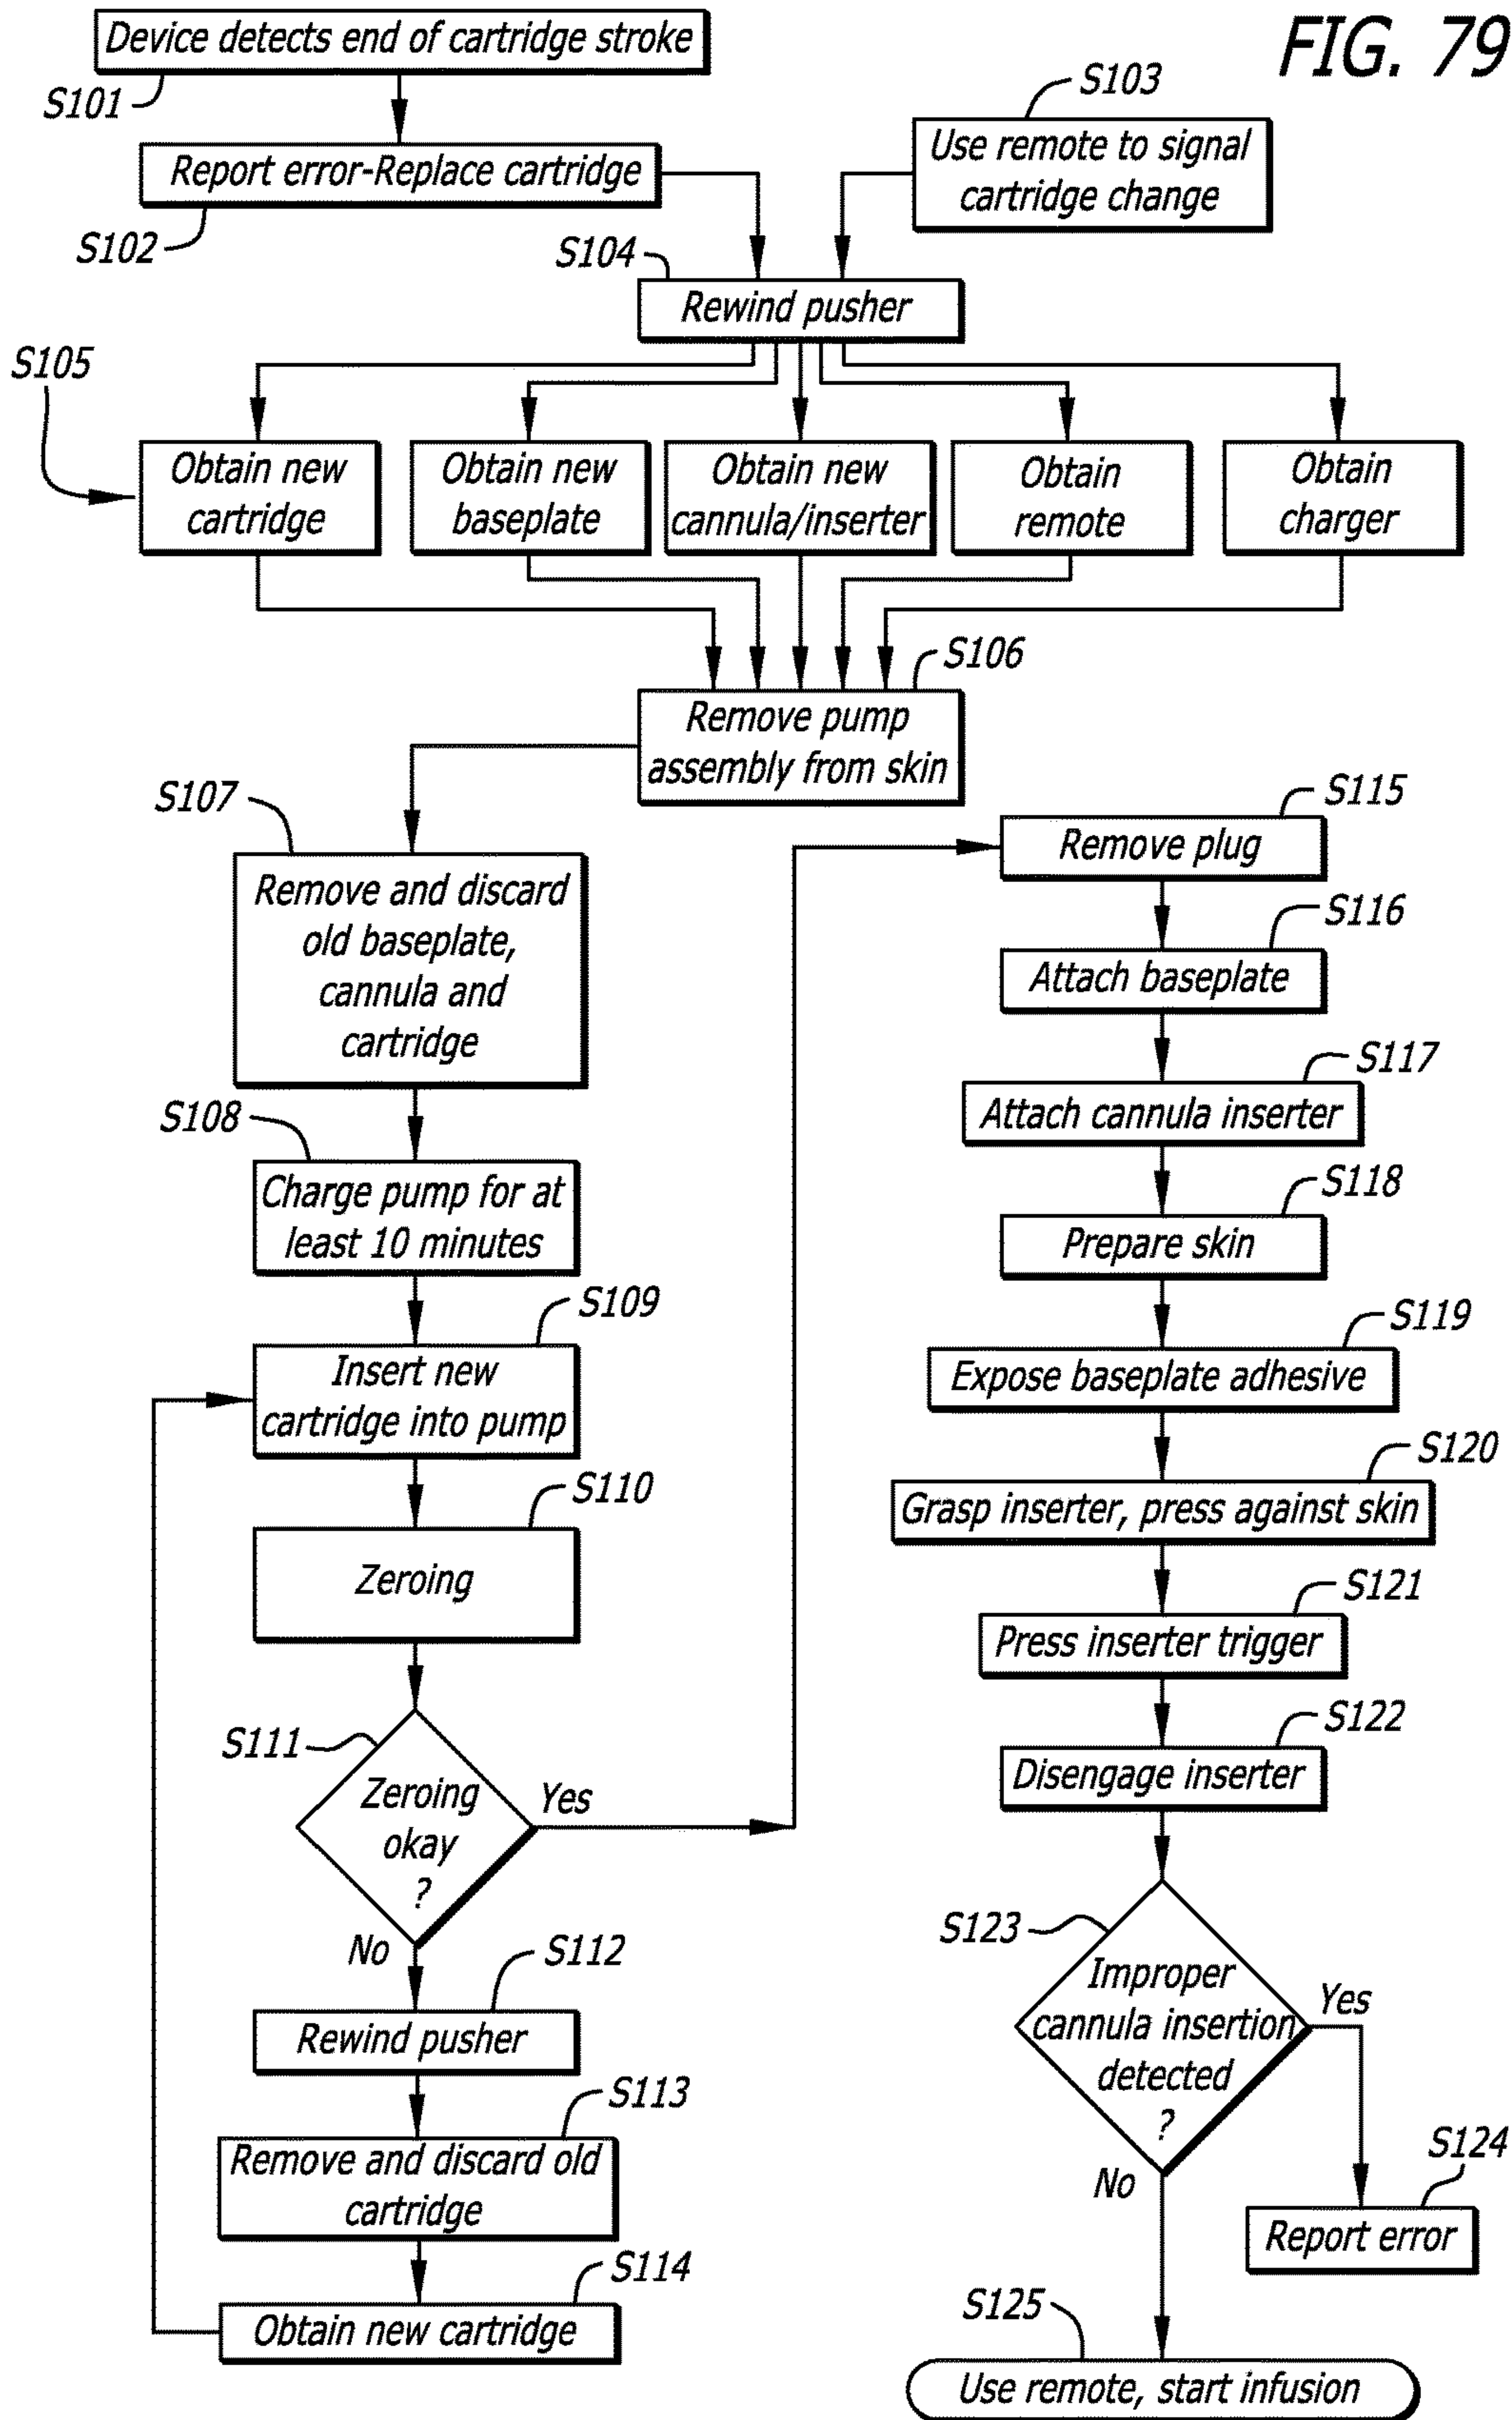 FIG. 79
Device detects end of cartridge stroke
S101
S103
Use remote to signal
cartridge change
Report error-Replace cartridge
S102
S104
Rewind pusher
S105
Obtain new
cartridge
Obtain new
baseplate
Obtain new
cannula/inserter
Obtain
remote
Obtain
charger
S106
Remove pump
assembly from skin
S107
Remove and discard
old baseplate,
cannula and
cartridge
S108
Charge pump for at
least 10 minutes
S109
Insert new
cartridge into pump
S110
Zeroing
S111
Zeroing
okay
?
Yes
No
S112
Rewind pusher
S113
Remove and discard old
cartridge
S114
Obtain new cartridge
S115
Remove plug
S116
Attach baseplate
S117
Attach cannula inserter
S118
Prepare skin
S119
Expose baseplate adhesive
S120
Grasp inserter, press against skin
S121
Press inserter trigger
S122
Disengage inserter
S123
Improper
cannula insertion
detected
?
Yes
No
S124
Report error
S125
Use remote, start infusion